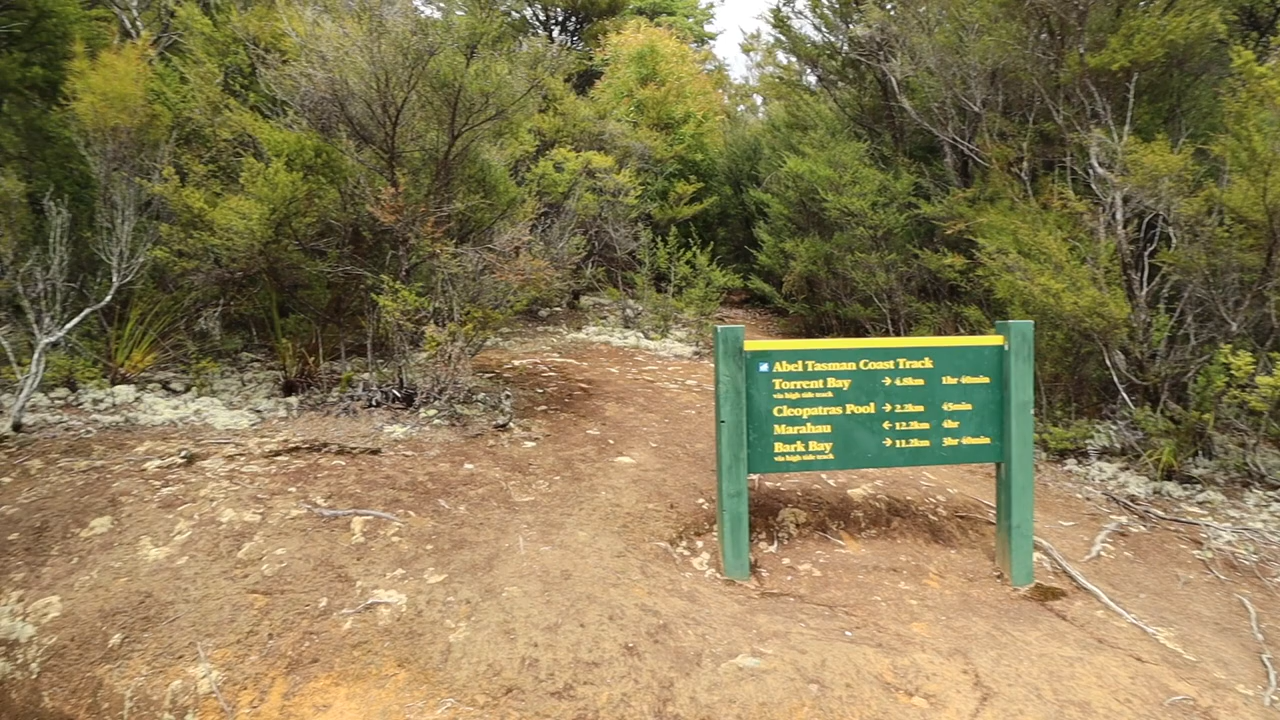 Abel Tasman Coast Track
Torrent Bay → 4.8km 1hr 40min
via high tide track
Cleopatras Pool → 2.2km 45min
Marahau ← 12.2km 4hr
Bark Bay → 11.2km 3hr 40min
via high tide track